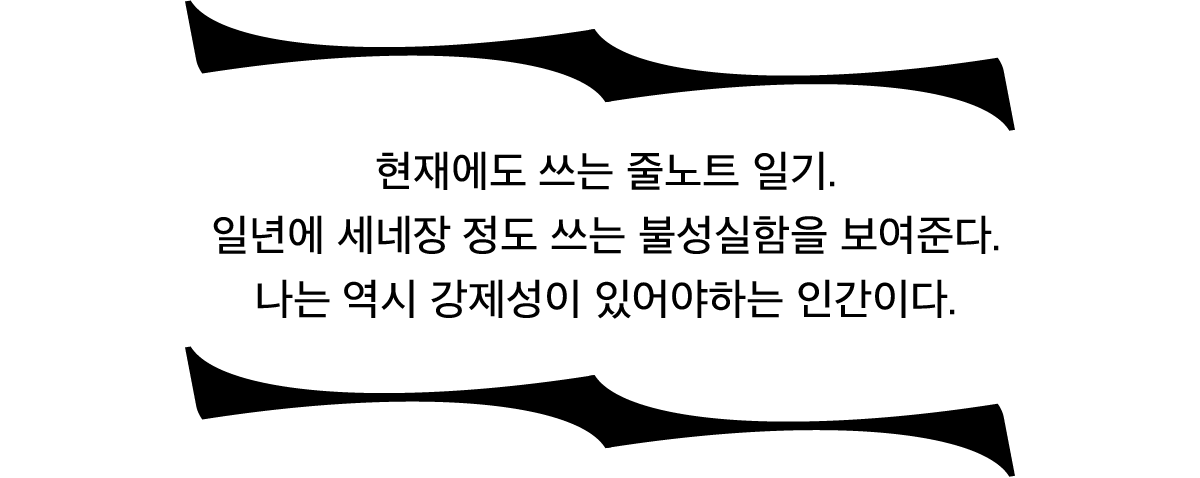 현재에도 쓰는 줄노트 일기.
일년에 세네장 정도 쓰는 불성실함을 보여준다.
나는 역시 강제성이 있어야하는 인간이다.